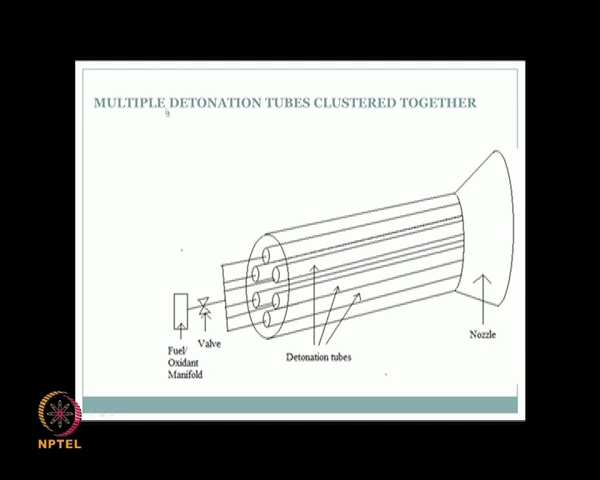 MULTIPLE DETONATION TUBES CLUSTERED TOGETHER
Valve
Fuel/
Oxidant
Manifold
Detonation tubes
Nozzle
NPTEL